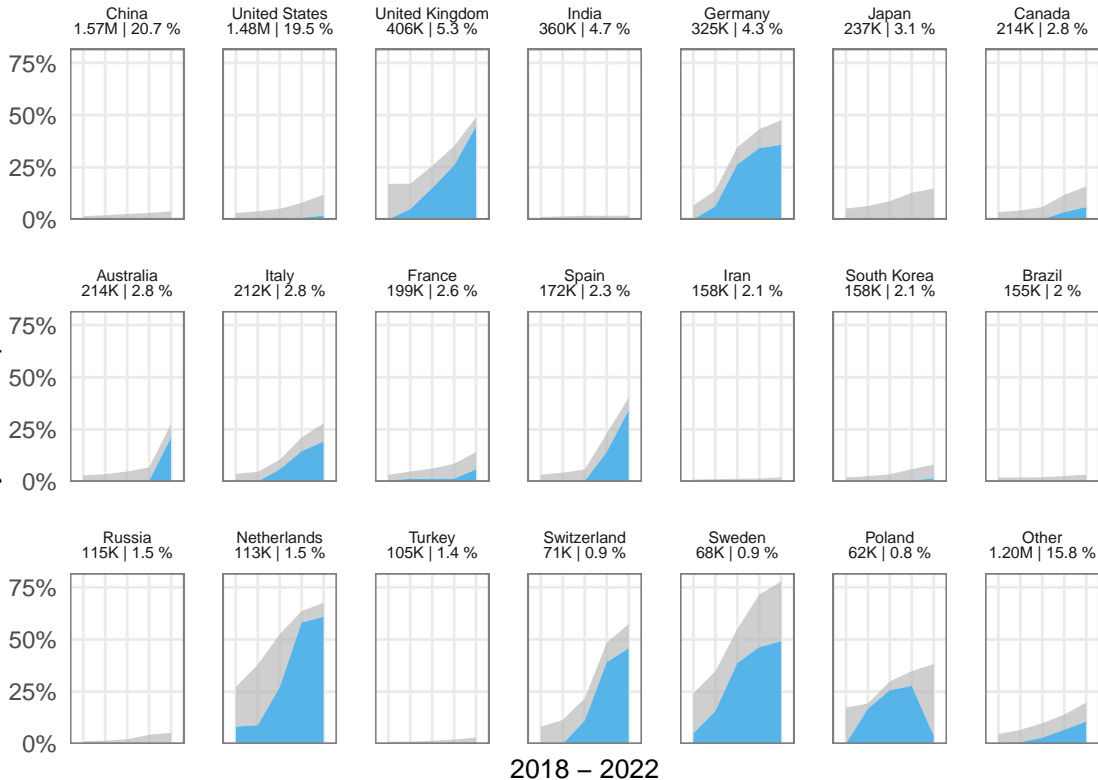 China United States United Kingdom India Germany Japan Canada
1.57M | 20.7 % 1.48M | 19.5 % 406K | 5.3 % 360K | 4.7 % 325K | 4.3 % 237K | 3.1 % 214K | 2.8 %
75%
50%
25%
0%
Australia Italy France Spain Iran South Korea Brazil
214K | 2.8 % 212K | 2.8 % 199K | 2.6 % 172K | 2.3 % 158K | 2.1 % 158K | 2.1 % 155K | 2 %
75%
50%
25%
0%
Russia Netherlands Turkey Switzerland Sweden Poland Other
115K | 1.5 % 113K | 1.5 % 105K | 1.4 % 71K | 0.9 % 68K | 0.9 % 62K | 0.8 % 1.20M | 15.8 %
75%
50%
25%
0%
2018 – 2022